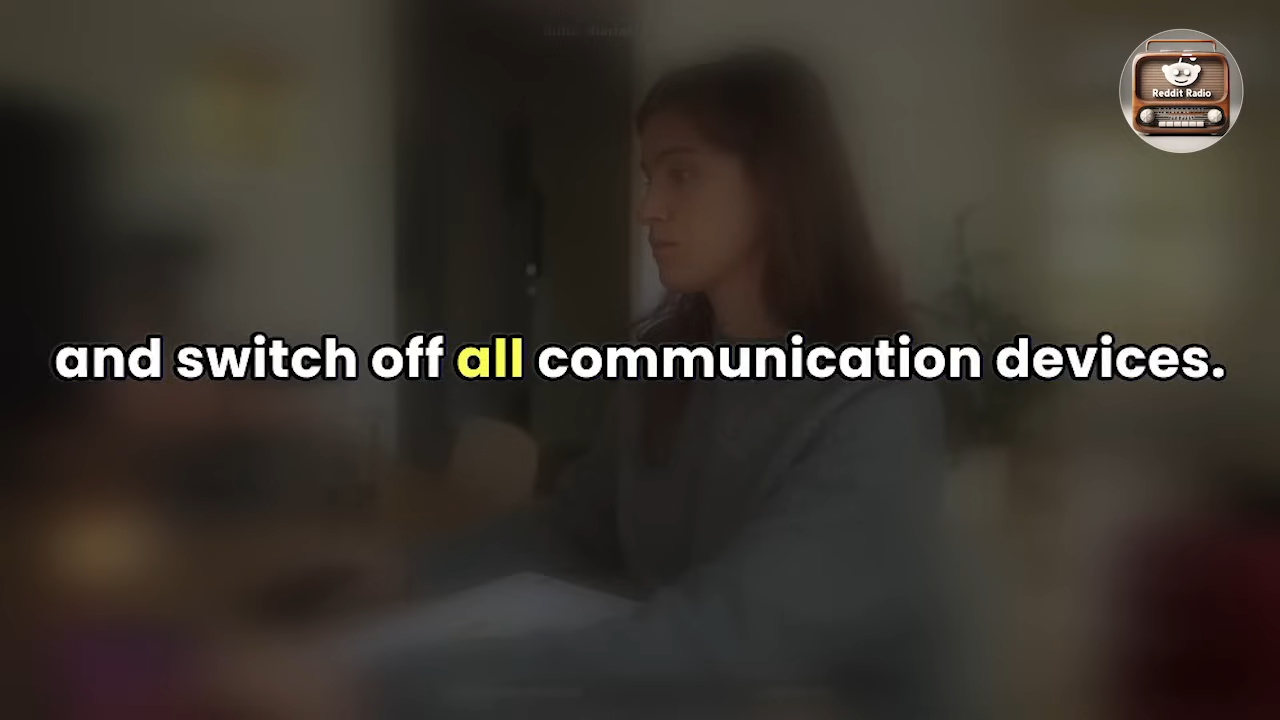 Reddit Radio
and switch off all communication devices.